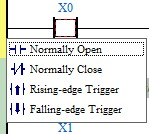 X0
Normally Open
Normally Close
Rising-edge Trigger
Falling-edge Trigger
X1